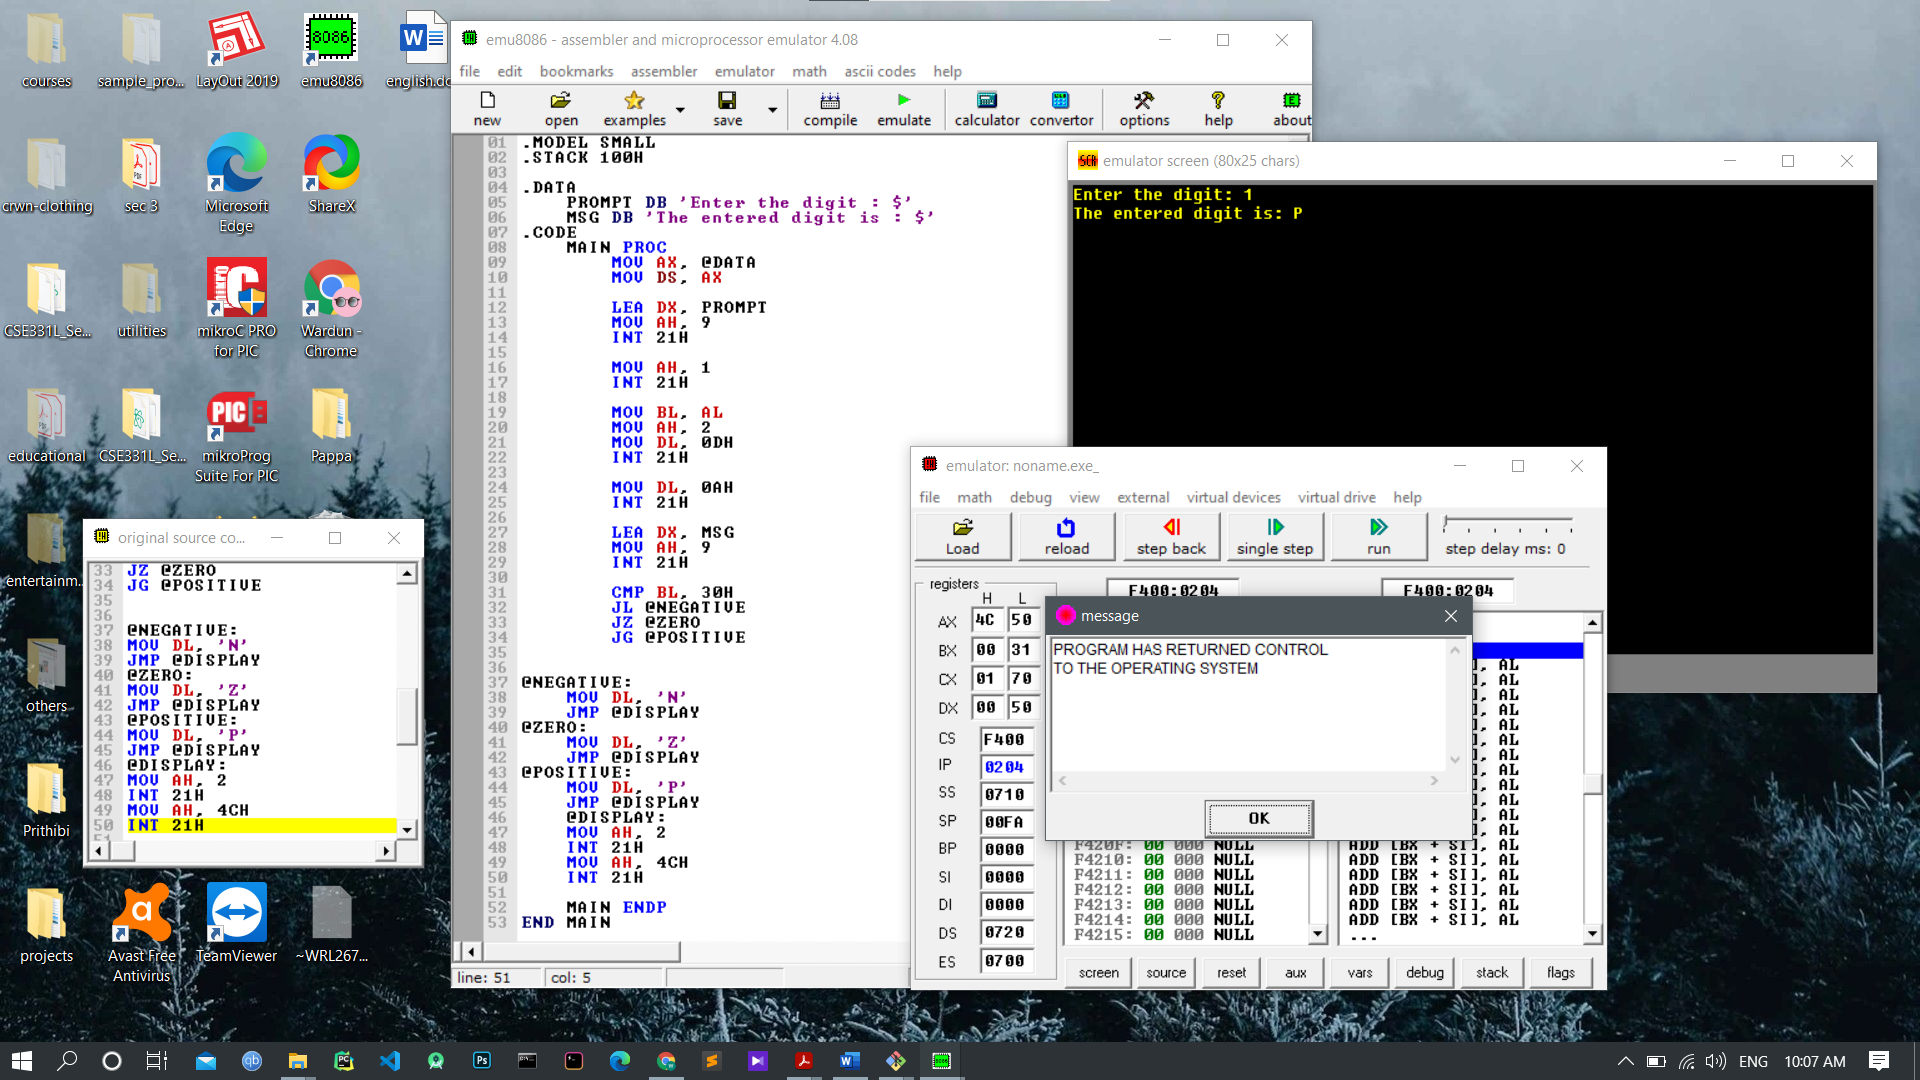 courses
sample_pro...
LayOut 2019
emu8086
english.dc
crwn-clothing
sec 3
Microsoft
Edge
ShareX
CSE331L_Se...
utilities
mikroC PRO
for PIC
Wardun -
Chrome
educational
CSE331L_Se...
mikroProg
Suite For PIC
Pappa
entertainm...
others
Prithibi
projects
Avast Free
Antivirus
TeamViewer
~WRL267...
original source co...
33 JZ @ZERO
34 JG @POSITIVE
35
36
37 @NEGATIVE:
38 MOV DL, 'N'
39 JMP @DISPLAY
40 @ZERO:
41 MOV DL, 'Z'
42 JMP @DISPLAY
43 @POSITIVE:
44 MOV DL, 'P'
45 JMP @DISPLAY
46 @DISPLAY:
47 MOV AH, 2
48 INT 21H
49 MOV AH, 4CH
50 INT 21H
emu8086 - assembler and microprocessor emulator 4.08
file edit bookmarks assembler emulator math ascii codes help
new open examples save compile emulate calculator convertor options help about
01 .MODEL SMALL
02 .STACK 100H
03
04 .DATA
05 PROMPT DB 'Enter the digit : $'
06 MSG DB 'The entered digit is : $'
07 .CODE
08 MAIN PROC
09 MOV AX, @DATA
10 MOV DS, AX
11
12 LEA DX, PROMPT
13 MOV AH, 9
14 INT 21H
15
16 MOV AH, 1
17 INT 21H
18
19 MOV BL, AL
20 MOV AH, 2
21 MOV DL, 0DH
22 INT 21H
23
24 MOV DL, 0AH
25 INT 21H
26
27 LEA DX, MSG
28 MOV AH, 9
29 INT 21H
30
31 CMP BL, 30H
32 JL @NEGATIVE
33 JZ @ZERO
34 JG @POSITIVE
35
36
37 @NEGATIVE:
38 MOV DL, 'N'
39 JMP @DISPLAY
40 @ZERO:
41 MOV DL, 'Z'
42 JMP @DISPLAY
43 @POSITIVE:
44 MOV DL, 'P'
45 JMP @DISPLAY
46 @DISPLAY:
47 MOV AH, 2
48 INT 21H
49 MOV AH, 4CH
50 INT 21H
51
52 MAIN ENDP
53 END MAIN
line: 51 col: 5
emulator screen (80x25 chars)
Enter the digit: 1
The entered digit is: P
emulator: noname.exe_
file math debug view external virtual devices virtual drive help
Load reload step back single step run step delay ms: 0
registers
F400:0204 F400:0204
H L
AX 4C 50
BX 00 31
CX 01 70
DX 00 50
CS F400
IP 0204
SS 0710
SP 00FA
BP 0000
SI 0000
DI 0000
DS 0720
ES 0700
message
PROGRAM HAS RETURNED CONTROL
TO THE OPERATING SYSTEM
OK
], AL
], AL
], AL
], AL
], AL
], AL
], AL
], AL
], AL
], AL
], AL
], AL
F420F: 00 000 NULL ADD [BX + SI], AL
F4210: 00 000 NULL ADD [BX + SI], AL
F4211: 00 000 NULL ADD [BX + SI], AL
F4212: 00 000 NULL ADD [BX + SI], AL
F4213: 00 000 NULL ADD [BX + SI], AL
F4214: 00 000 NULL ADD [BX + SI], AL
F4215: 00 000 NULL ...
screen source reset aux vars debug stack flags
ENG 10:07 AM